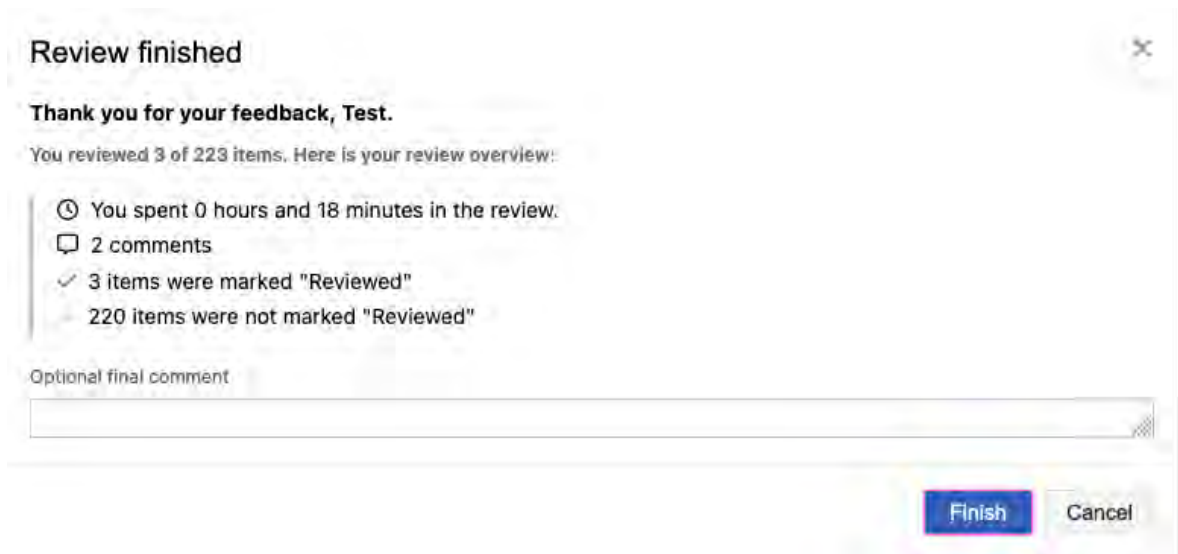 Review finished
Thank you for your feedback, Test.
You reviewed 3 of 223 items. Here is your review overview:
You spent 0 hours and 18 minutes in the review.
2 comments
3 items were marked "Reviewed"
220 items were not marked "Reviewed"
Optional final comment
Finish Cancel